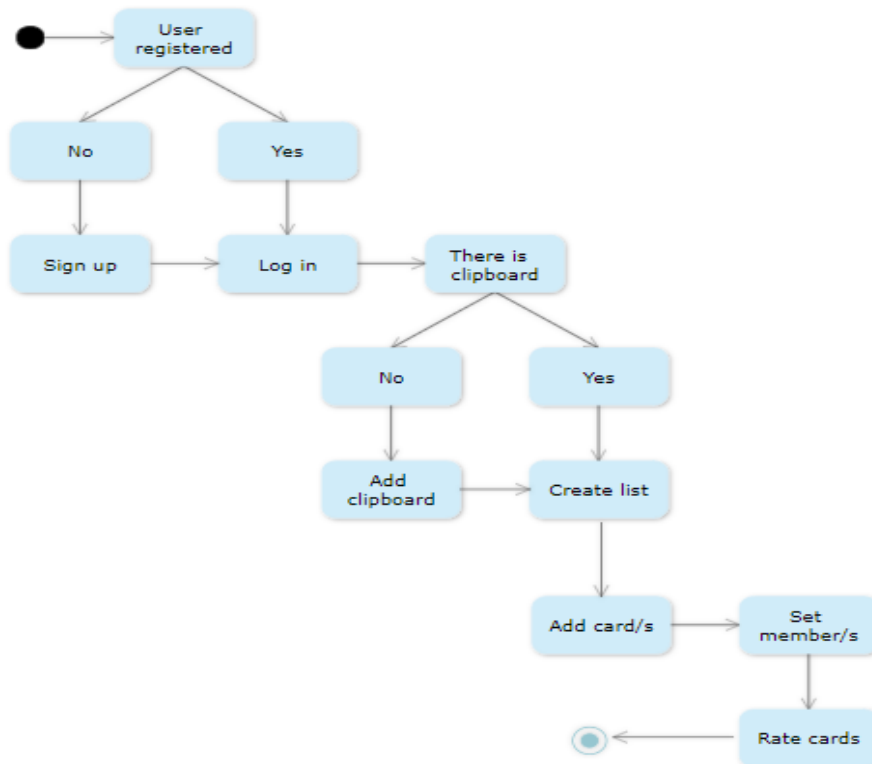 User
registered
No
Yes
Sign up
Log in
There is
clipboard
No
Yes
Add
clipboard
Create list
Add card/s
Set
member/s
Rate cards